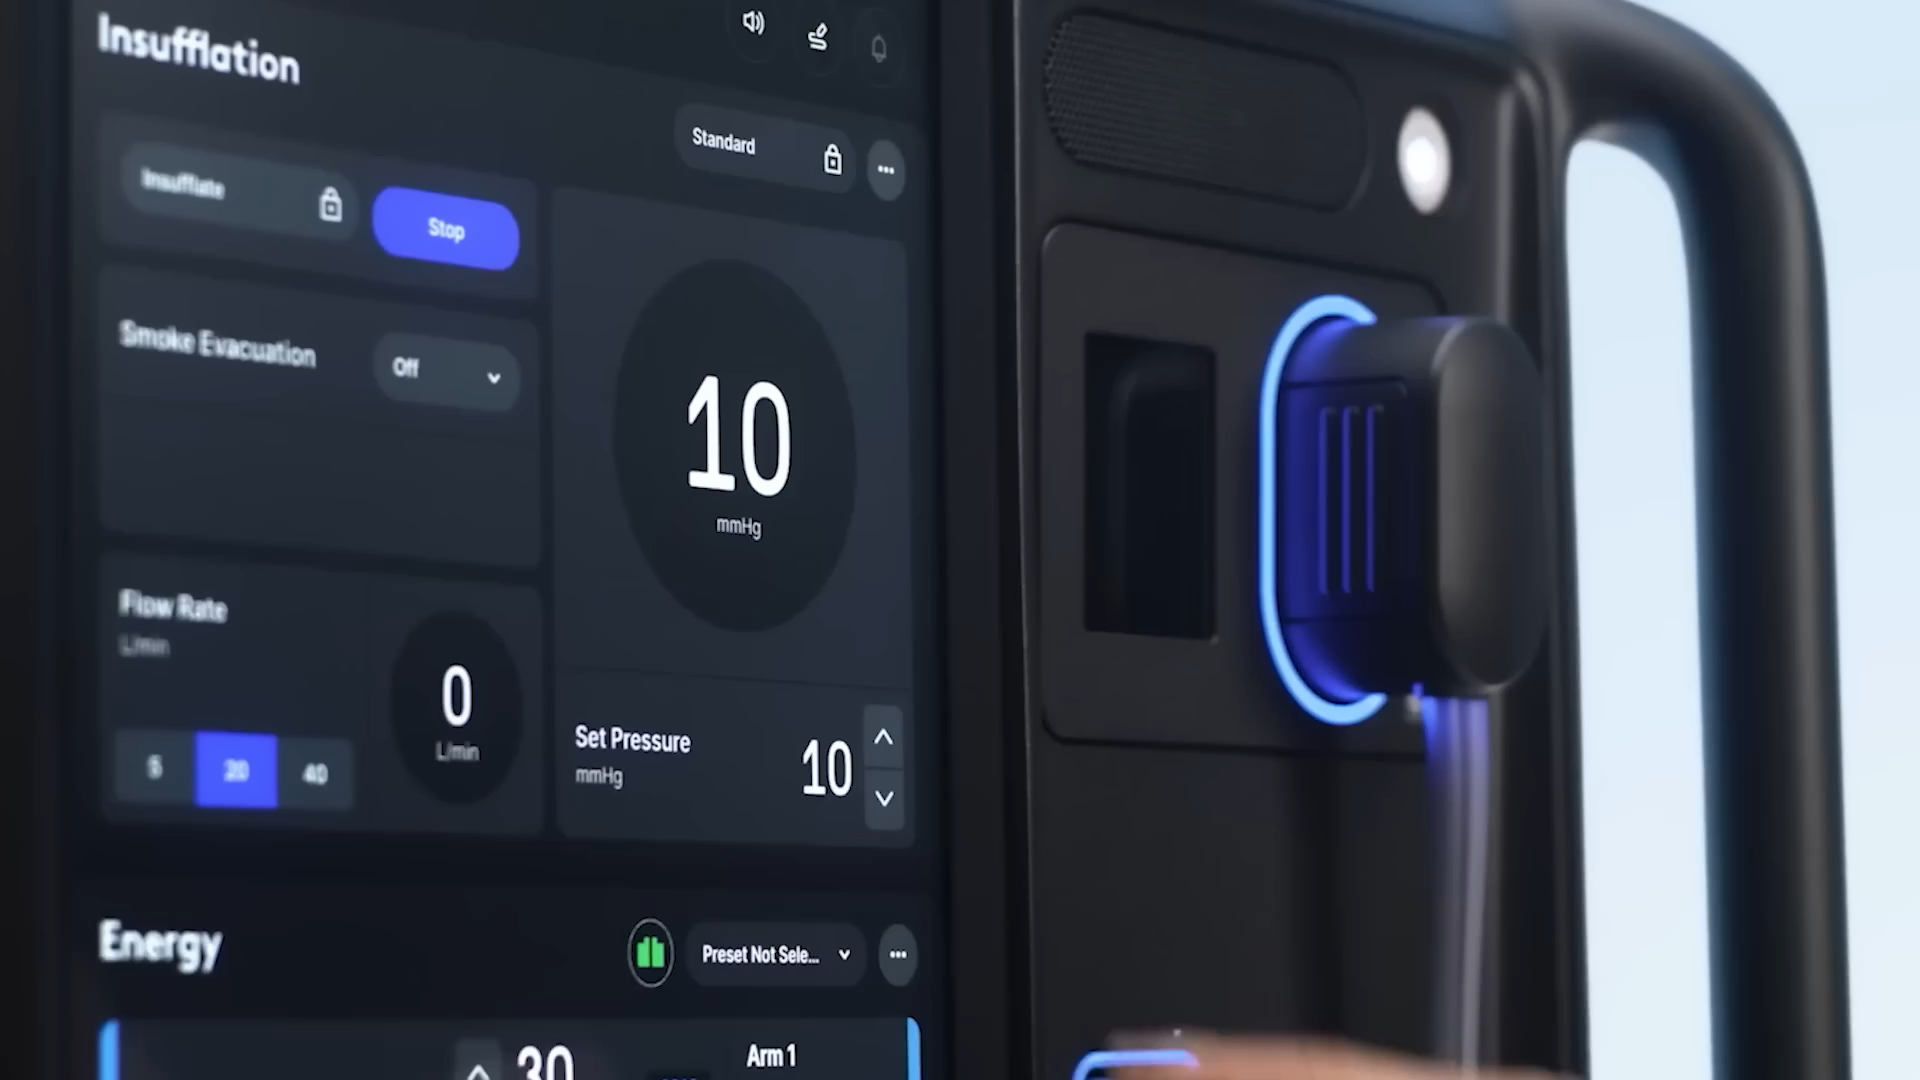 Insufflation
Standard
Insufflate
Stop
Smoke Evacuation
Off
10
mmHg
Flow Rate
L/min
0
L/min
5
20
40
Set Pressure
mmHg
10
Energy
Preset Not Sele...
30
Arm 1